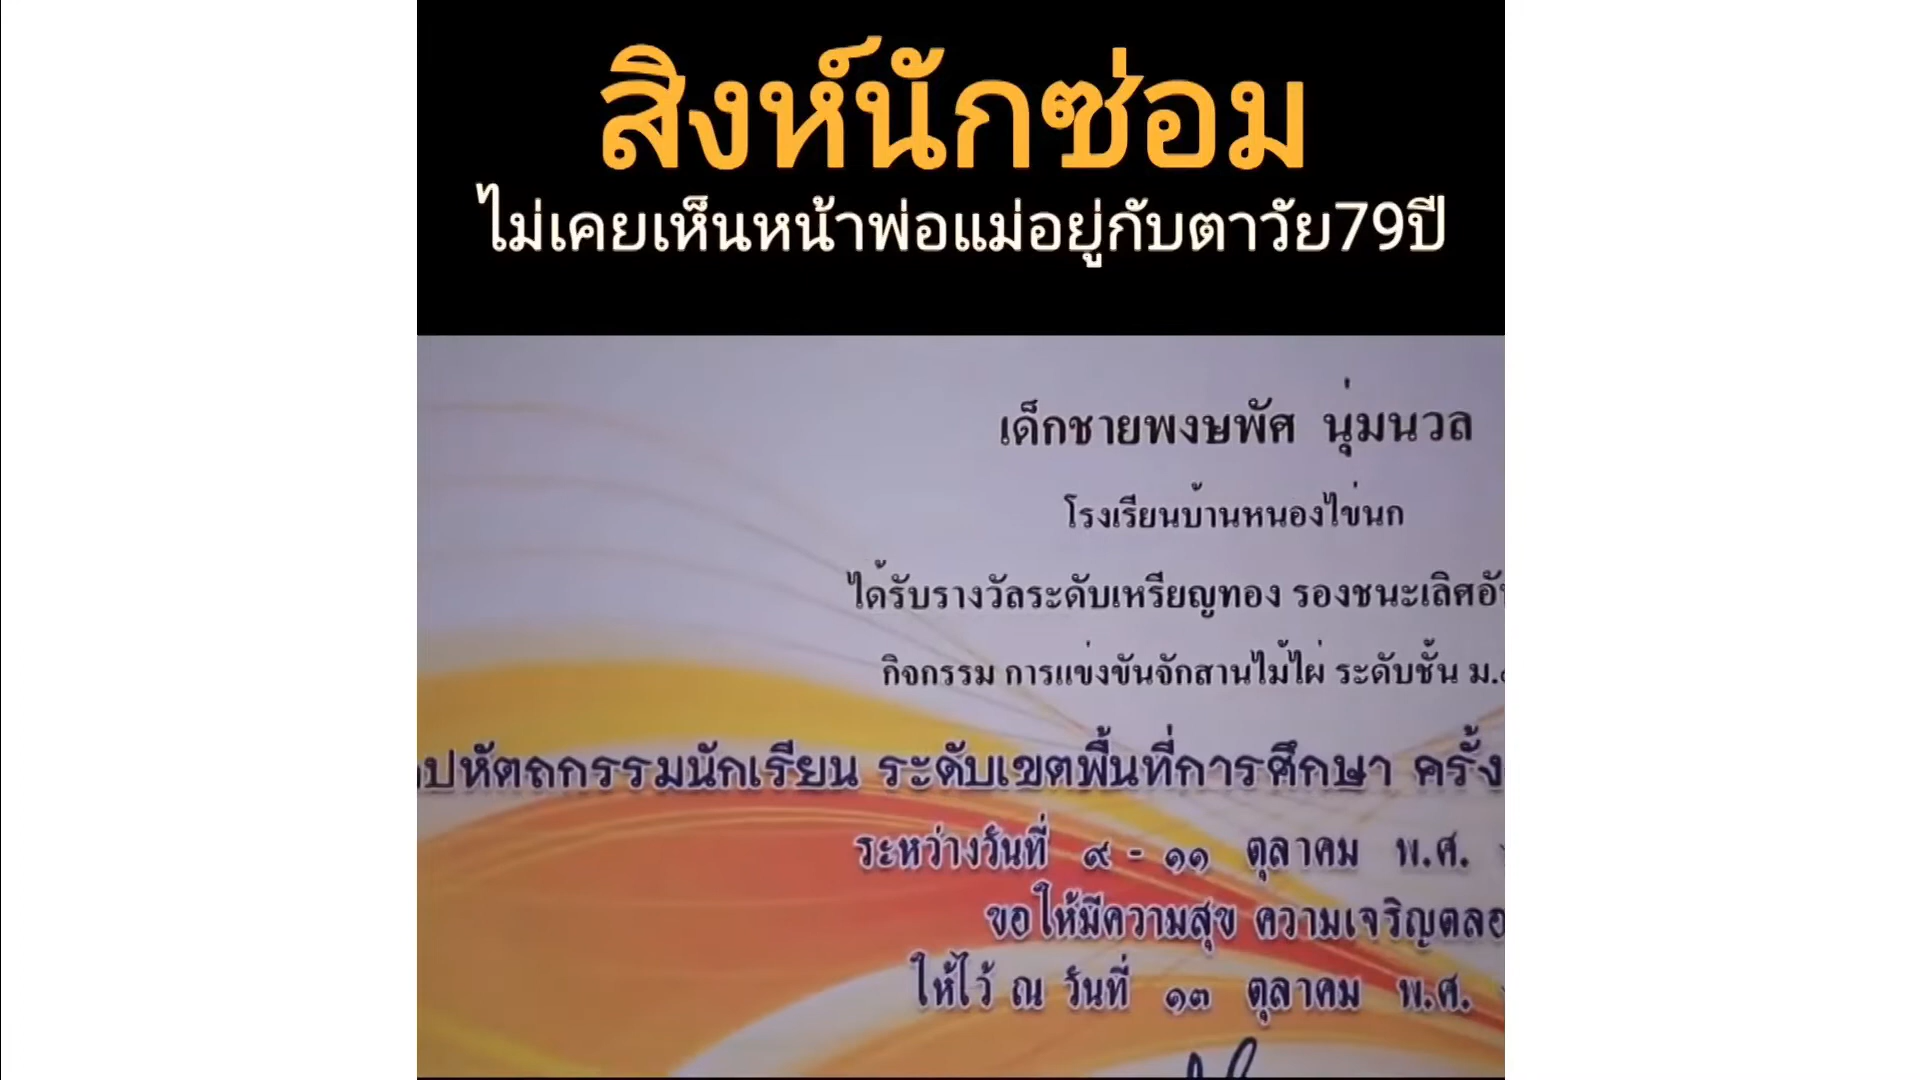 สิงห์นักซ่อม
ไม่เคยเห็นหน้าพ่อแม่อยู่กับตาวัย79ปี
เด็กชายพงษพัศ นุ่มนวล
โรงเรียนบ้านหนองไข่นก
ได้รับรางวัลระดับเหรียญทอง รองชนะเลิศ
กิจกรรม การแข่งขันจักสานไม้ไผ่ ระดับชั้น ม.
ปหัตถกรรมนักเรียน ระดับเขตพื้นที่การศึกษา ครั้ง
ระหว่างวันที่ ๙ - ๑๑ ตุลาคม พ.ศ.
ขอให้มีความสุข ความเจริญตลอ
ให้ไว้ ณ วันที่ ๑๓ ตุลาคม พ.ศ.